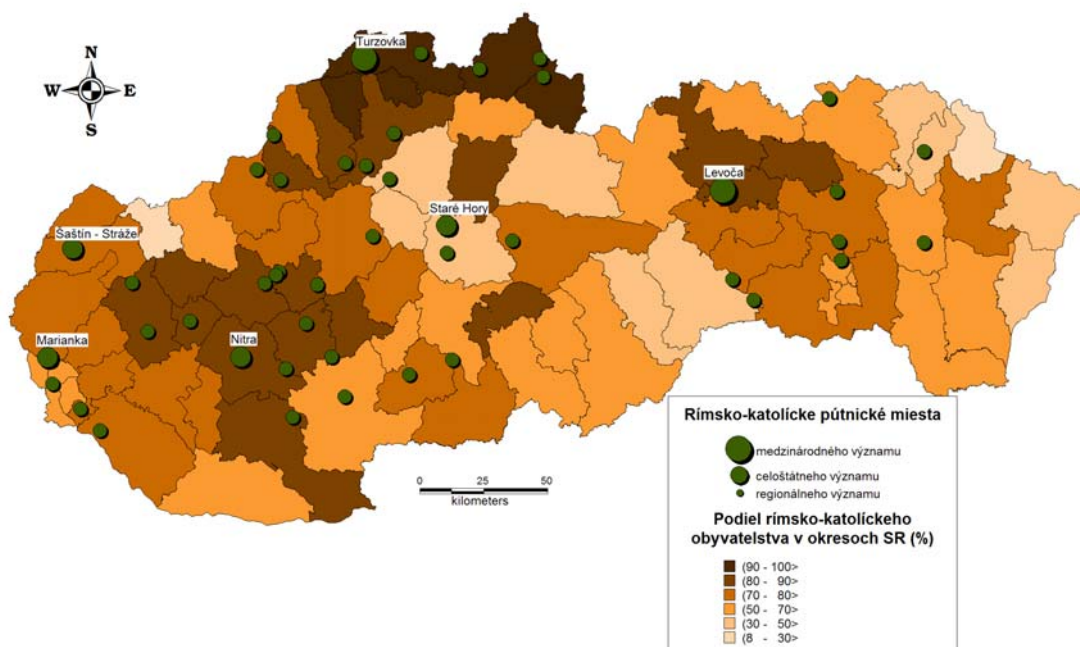 Turzovka
N
W E
S
Levoča
Staré Hory
Šaštín - Stráže
Marianka
Nitra
0 25 50
kilometers
Rímsko-katolícke pútnické miesta
medzinárodného významu
celoštátneho významu
regionálneho významu
Podiel rímsko-katolíckeho
obyvatelstva v okresoch SR (%)
(90 - 100>
(80 - 90>
(70 - 80>
(50 - 70>
(30 - 50>
(8 - 30>